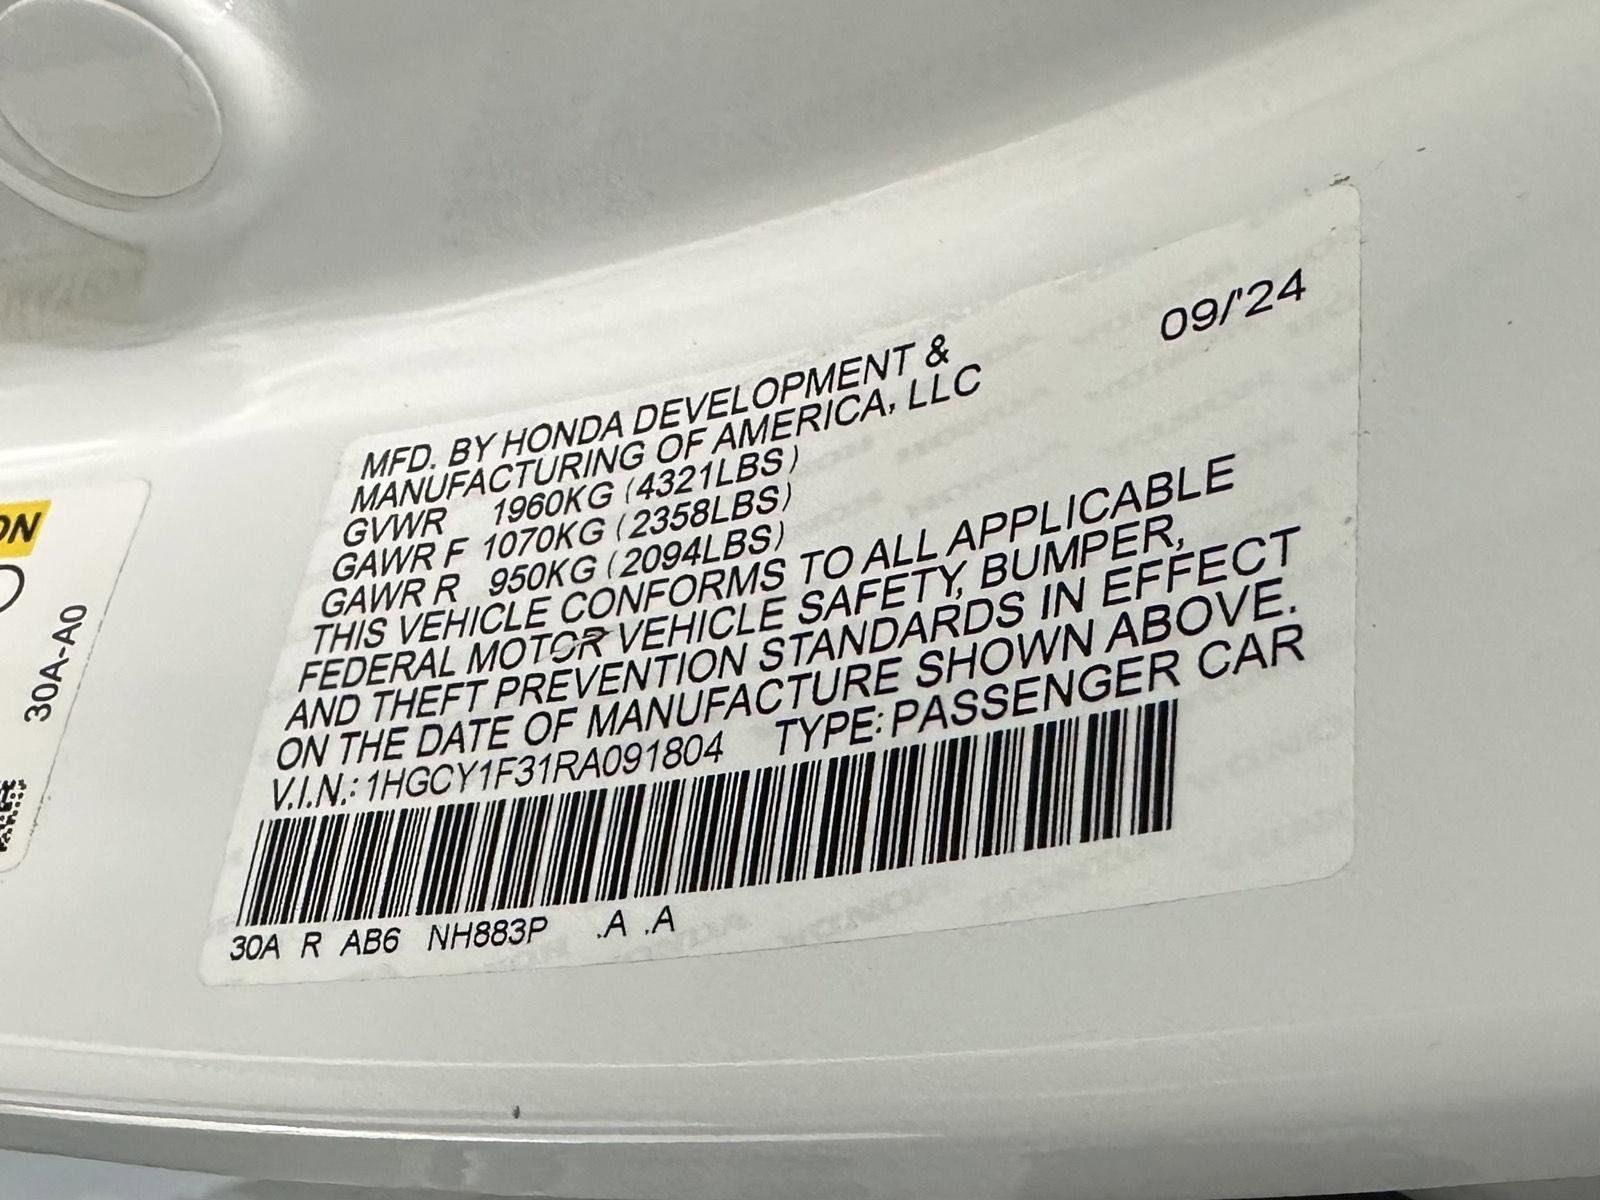 09/'24
MFD. BY HONDA DEVELOPMENT &
MANUFACTURING OF AMERICA, LLC
GVWR 1960KG (4321LBS)
GAWR F 1070KG (2358LBS)
GAWR R 950KG (2094LBS)
THIS VEHICLE CONFORMS TO ALL APPLICABLE
FEDERAL MOTOR VEHICLE SAFETY, BUMPER,
AND THEFT PREVENTION STANDARDS IN EFFECT
ON THE DATE OF MANUFACTURE SHOWN ABOVE.
V.I.N.: 1HGCY1F31RA091804 TYPE: PASSENGER CAR
30A R AB6 NH883P .A .A
30A-A0